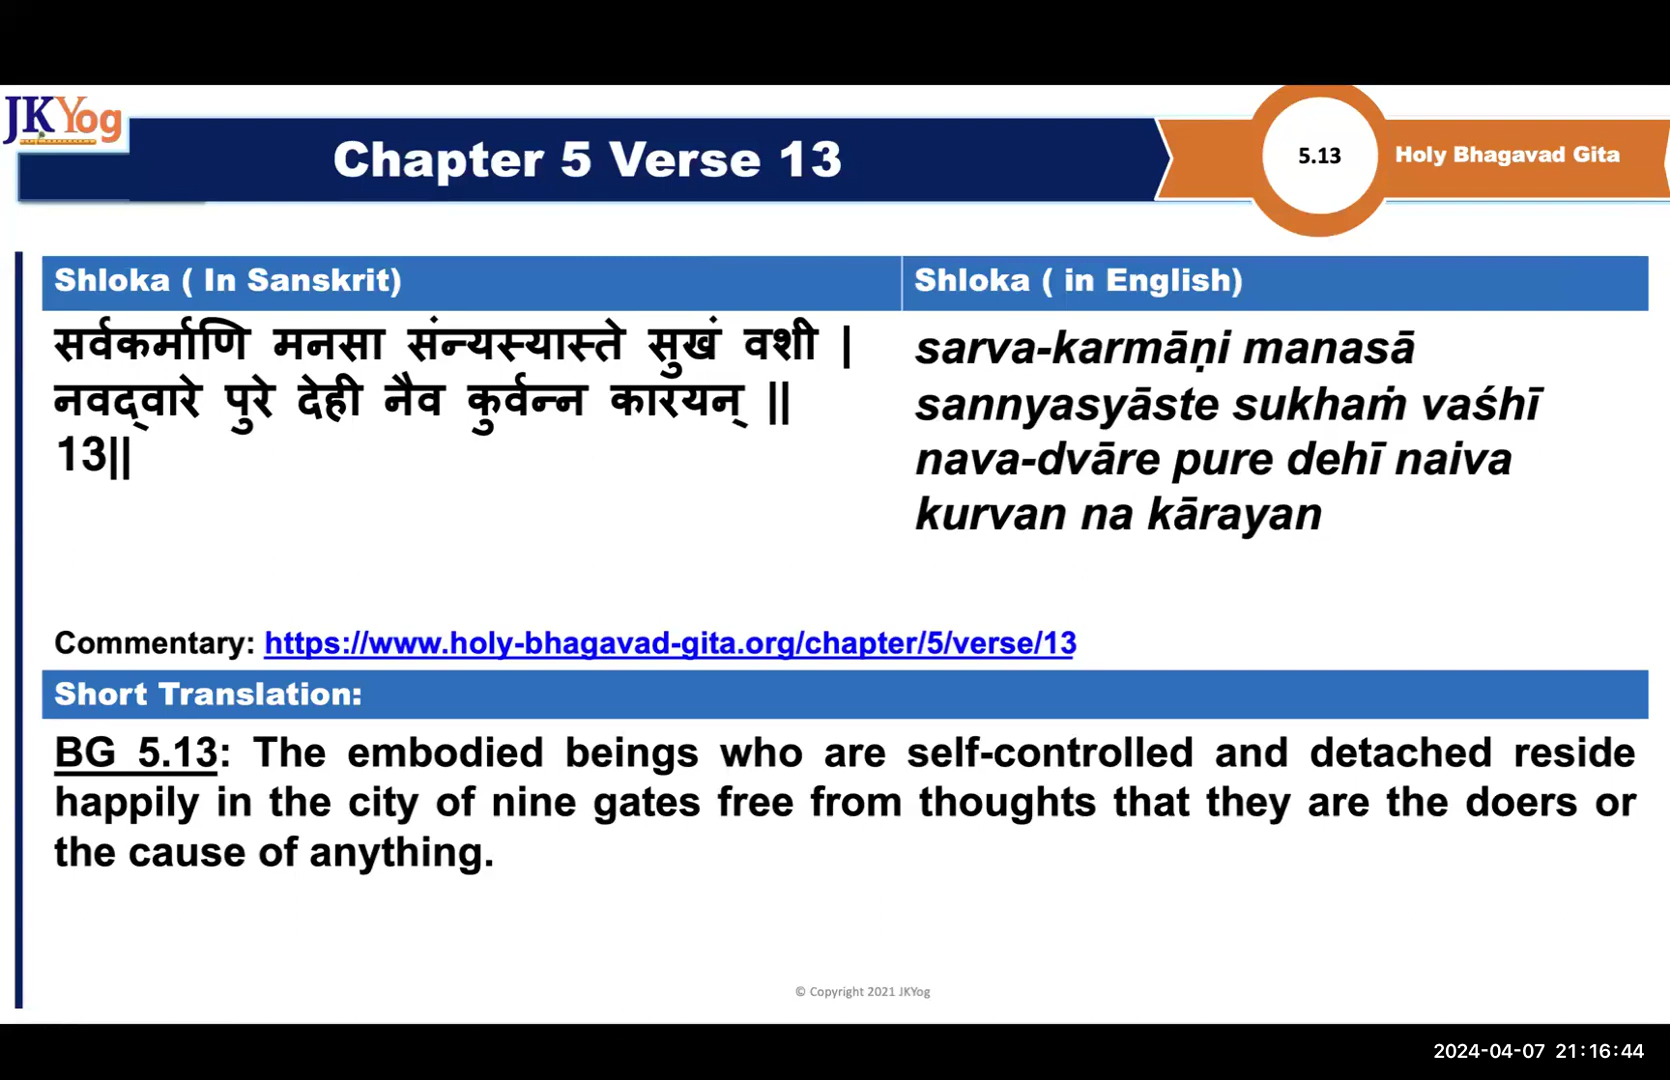 JKYog
Chapter 5 Verse 13
5.13
Holy Bhagavad Gita
Shloka ( In Sanskrit)
सर्वकर्माणि मनसा संन्यस्यास्ते सुखं वशी |
नवद्वारे पुरे देही नैव कुर्वन्न कारयन् ||
13||
Shloka ( in English)
sarva-karmāṇi manasā
sannyasyāste sukhaṁ vaśhī
nava-dvāre pure dehī naiva
kurvan na kārayan
Commentary: https://www.holy-bhagavad-gita.org/chapter/5/verse/13
Short Translation:
BG 5.13: The embodied beings who are self-controlled and detached reside
happily in the city of nine gates free from thoughts that they are the doers or
the cause of anything.
© Copyright 2021 JKYog
2024-04-07 21:16:44